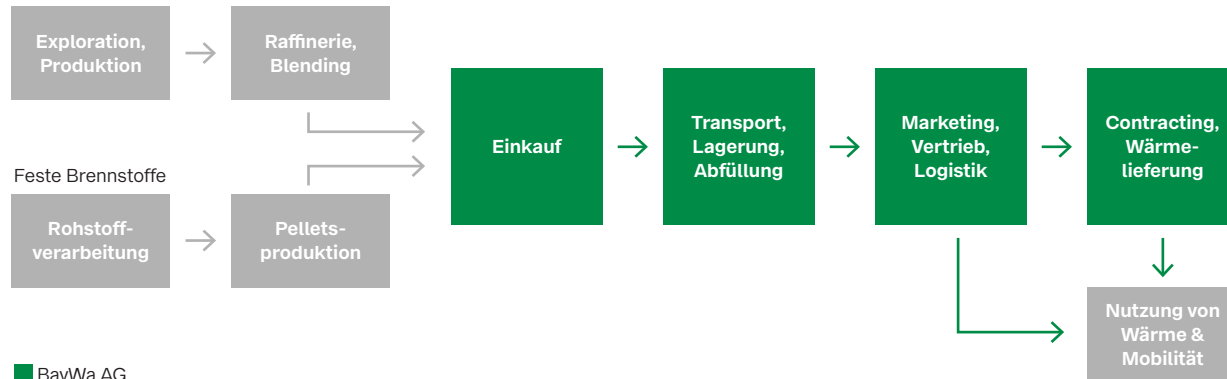 Exploration,
Produktion
Raffinerie,
Blending
Einkauf
Transport,
Lagerung,
Abfüllung
Marketing,
Vertrieb,
Logistik
Contracting,
Wärme-
lieferung
Feste Brennstoffe
Rohstoff-
verarbeitung
Pellets-
produktion
Nutzung von
Wärme &
Mobilität
BayWa AG